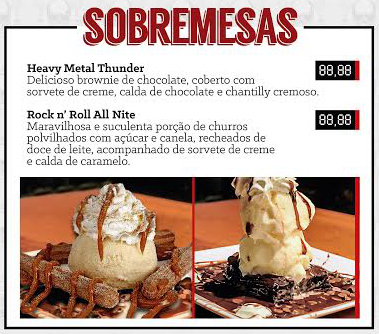 SOBREMESAS
Heavy Metal Thunder 88,88
Delicioso brownie de chocolate, coberto com
sorvete de creme, calda de chocolate e chantilly cremoso.
Rock n’ Roll All Nite 88,88
Maravilhosa e suculenta porção de churros
polvilhados com açúcar e canela, recheados de
doce de leite, acompanhado de sorvete de creme
e calda de caramelo.